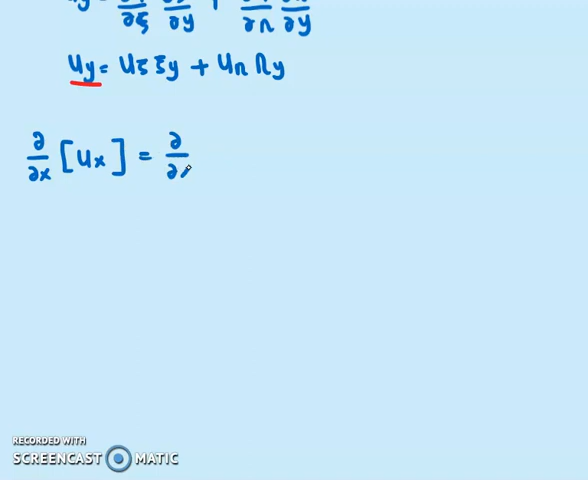 ∂ξ ∂y ∂η ∂y
uy = uξ ξy + uη ηy
∂/∂x [ux] = ∂/∂
RECORDED WITH
SCREENCAST MATIC